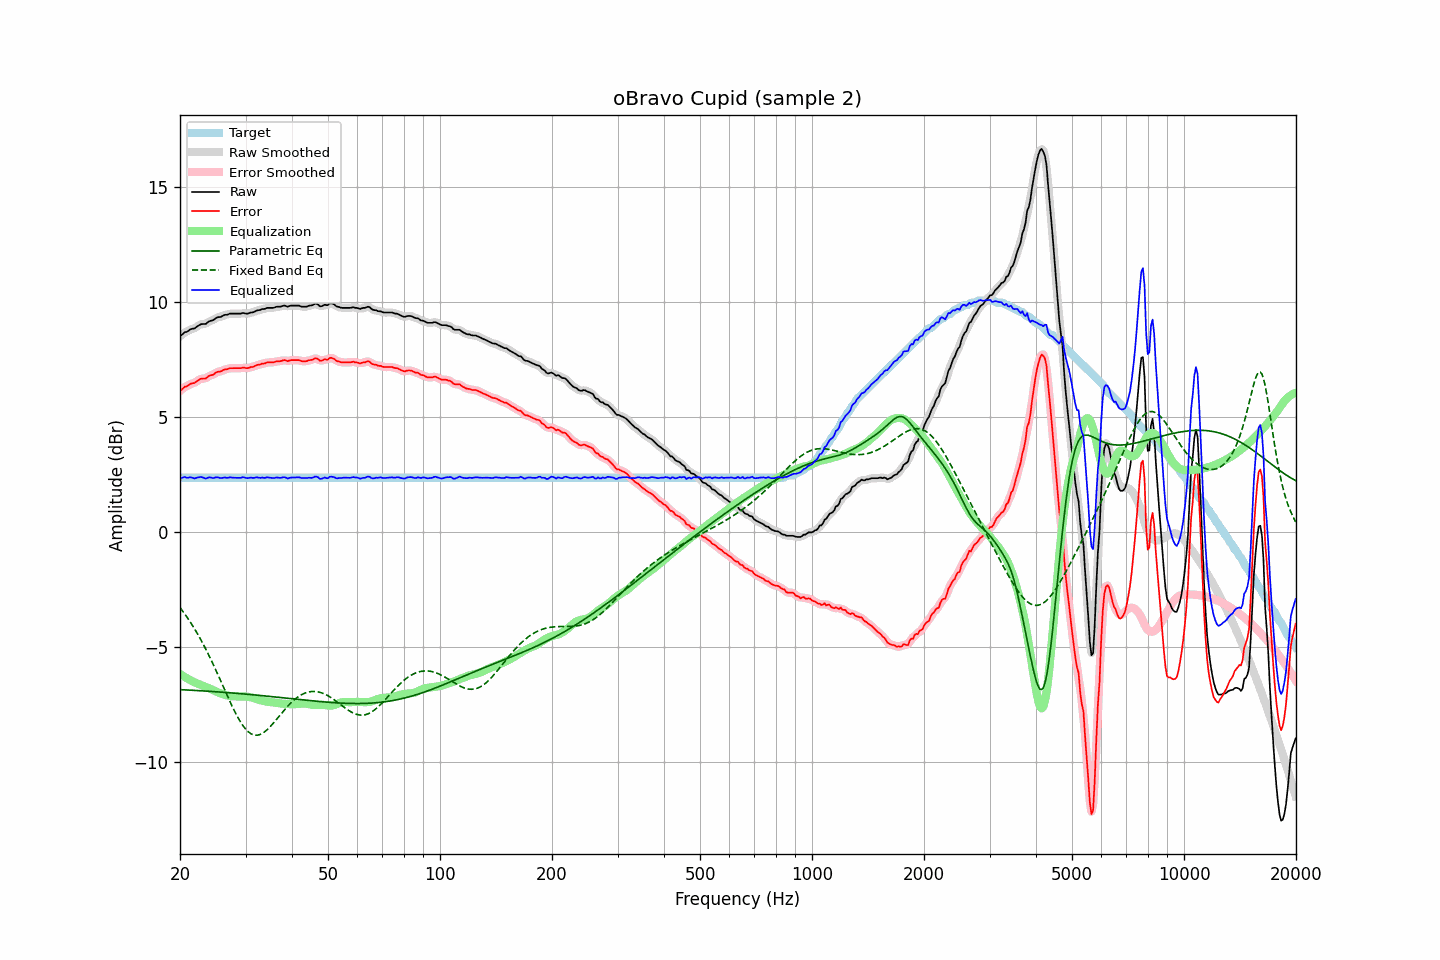 oBravo Cupid (sample 2)
Target
Raw Smoothed
Error Smoothed
Raw
Error
Equalization
Parametric Eq
Fixed Band Eq
Equalized
Amplitude (dBr)
15
10
5
0
−5
−10
20 50 100 200 500 1000 2000 5000 10000 20000
Frequency (Hz)